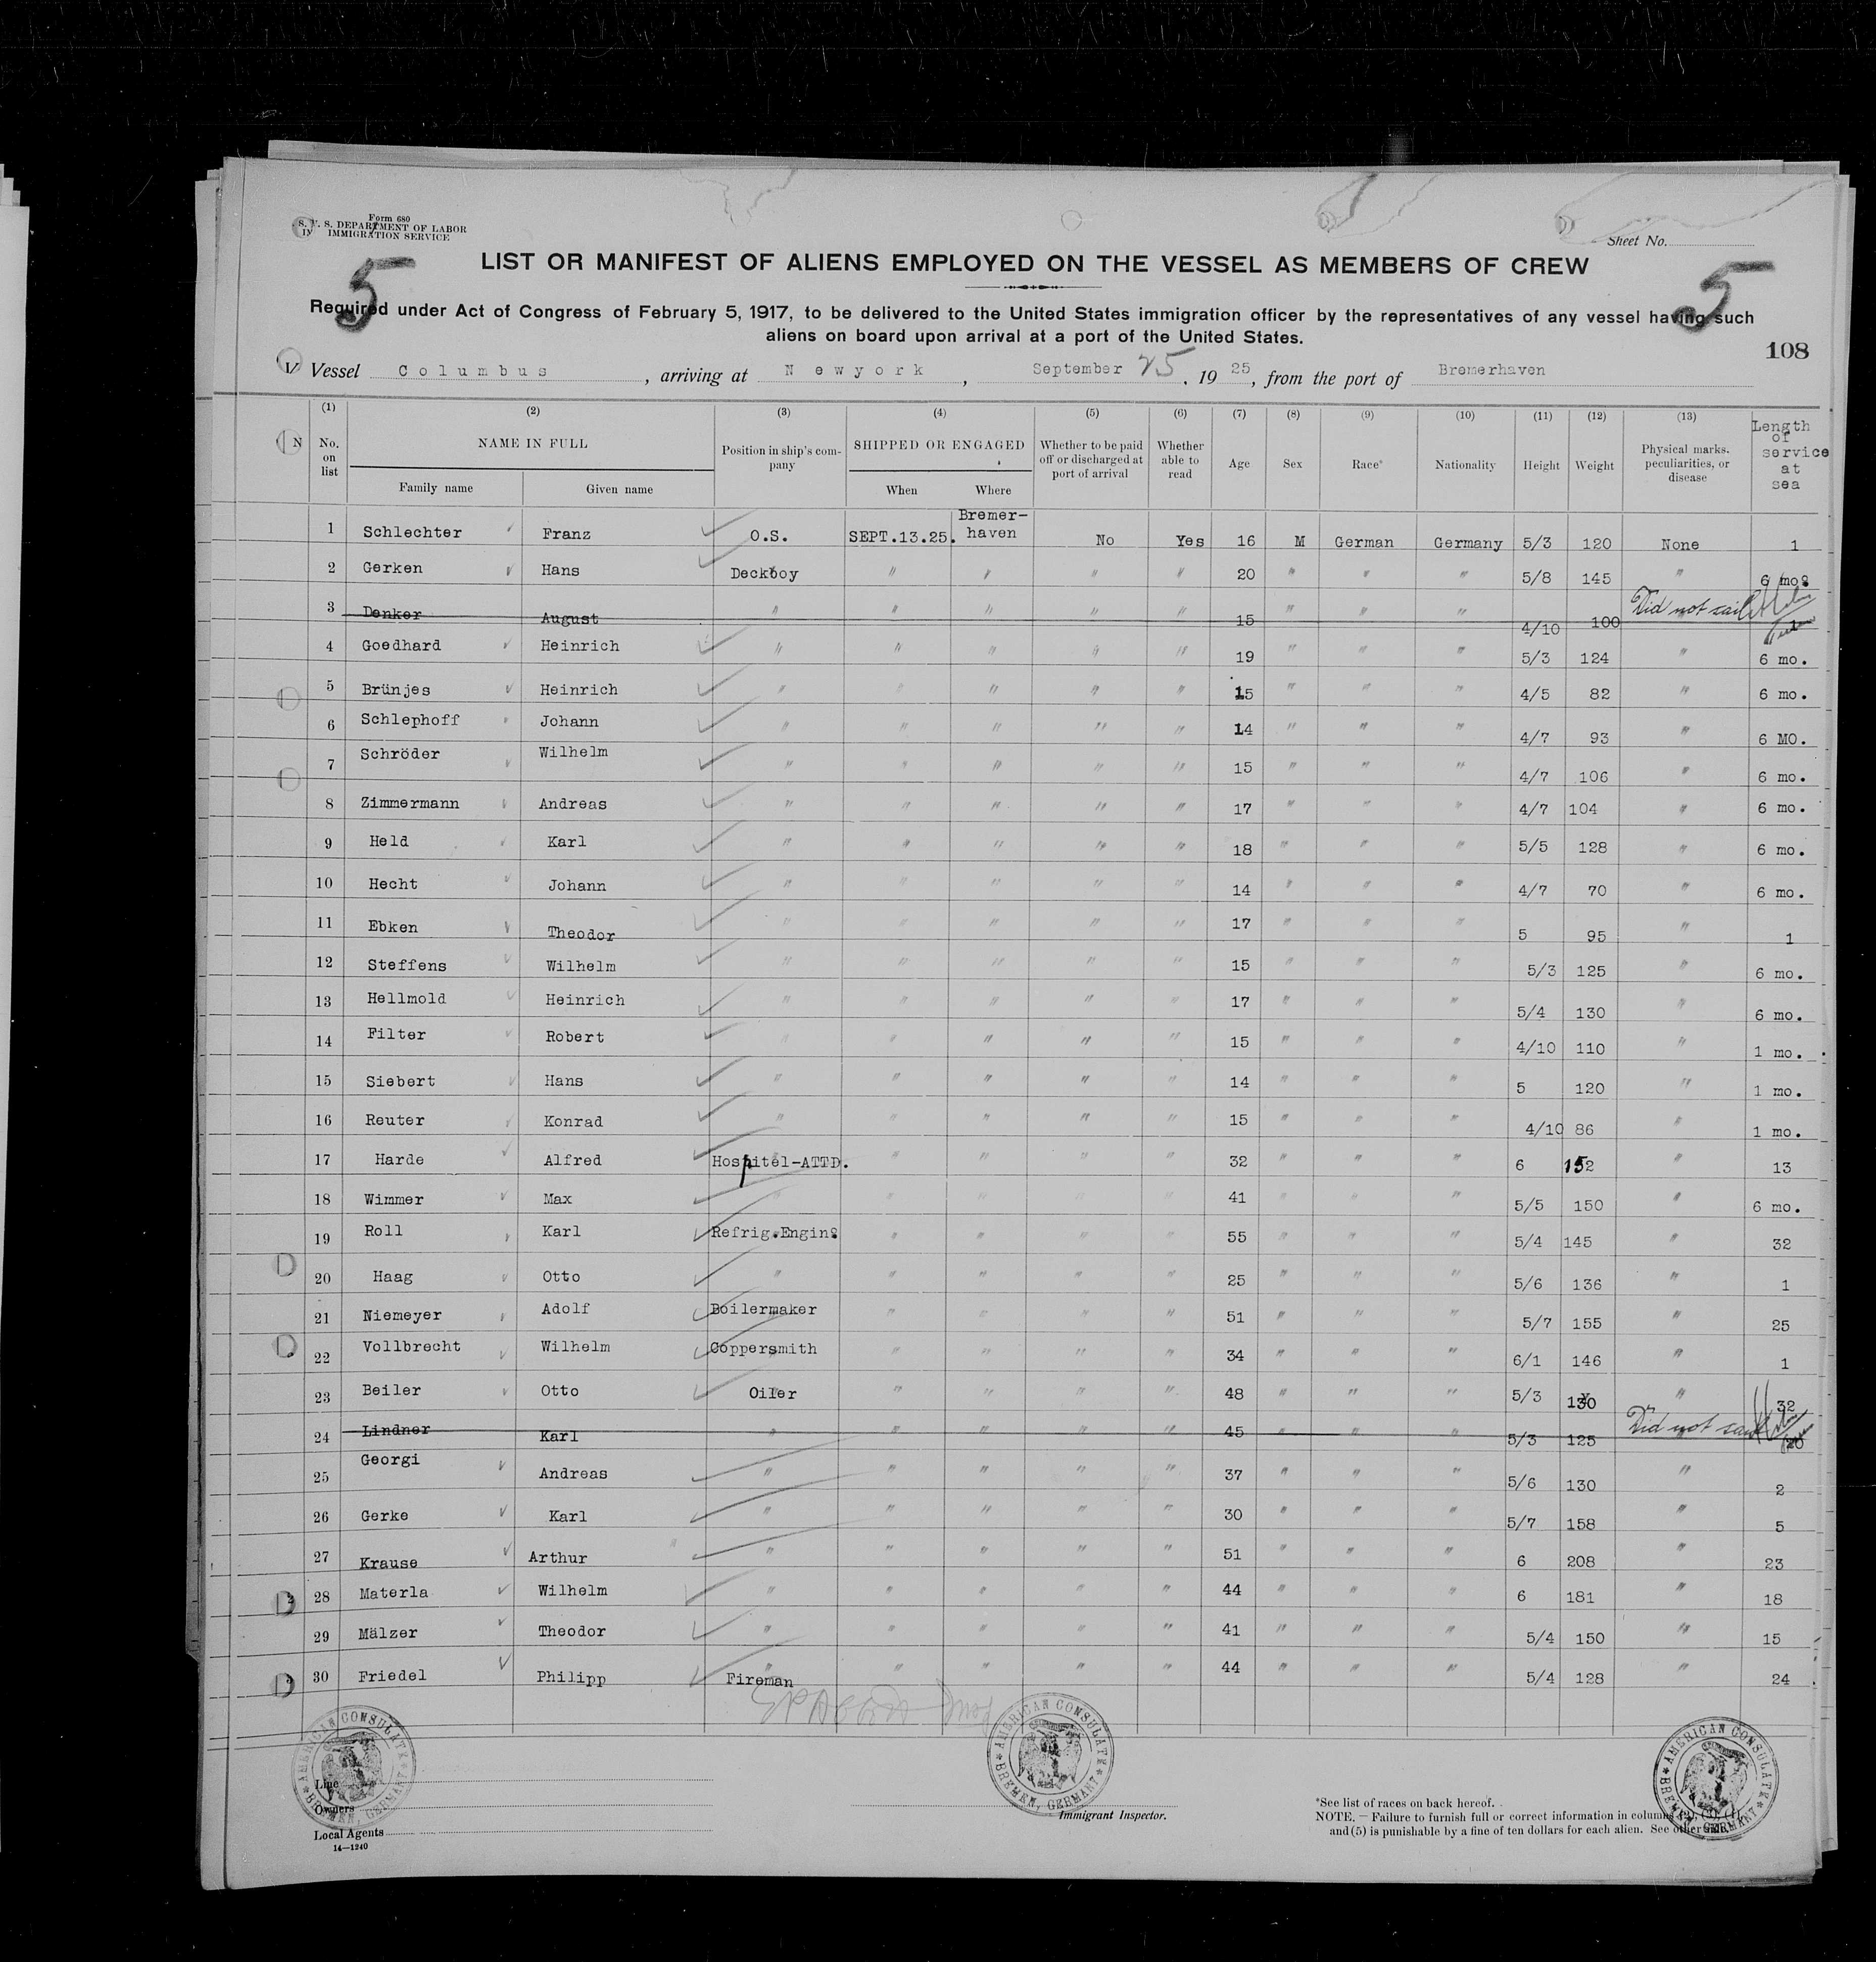 Form 680
U. S. DEPARTMENT OF LABOR
IMMIGRATION SERVICE
Sheet No.
5 5
LIST OR MANIFEST OF ALIENS EMPLOYED ON THE VESSEL AS MEMBERS OF CREW
Required under Act of Congress of February 5, 1917, to be delivered to the United States immigration officer by the representatives of any vessel having such
aliens on board upon arrival at a port of the United States.
108
Vessel Columbus, arriving at Newyork, September 25, 1925, from the port of Bremerhaven
(1) (2) (3) (4) (5) (6) (7) (8) (9) (10) (11) (12) (13)
No. on list NAME IN FULL Position in ship's company SHIPPED OR ENGAGED Whether to be paid off or discharged at port of arrival Whether able to read Age Sex Race* Nationality Height Weight Physical marks, peculiarities, or disease Length of service at sea
Family name Given name When Where
1 Schlechter Franz O.S. SEPT.13.25. Bremerhaven No Yes 16 M German Germany 5/3 120 None 1
2 Gerken Hans Deckboy " " " " 20 " " " 5/8 145 " 6 mo.
3 Denker August " " " " " 15 " " " 4/10 100 Did not sail 1
4 Goedhard Heinrich " " " " " 19 " " " 5/3 124 " 6 mo.
5 Brünjes Heinrich " " " " " 15 " " " 4/5 82 " 6 mo.
6 Schlephoff Johann " " " " " 14 " " " 4/7 93 " 6 MO.
7 Schröder Wilhelm " " " " " 15 " " " 4/7 106 " 6 mo.
8 Zimmermann Andreas " " " " " 17 " " " 4/7 104 " 6 mo.
9 Held Karl " " " " " 18 " " " 5/5 128 " 6 mo.
10 Hecht Johann " " " " " 14 " " " 4/7 70 " 6 mo.
11 Ebken Theodor " " " " " 17 " " " 5 95 " 1
12 Steffens Wilhelm " " " " " 15 " " " 5/3 125 " 6 mo.
13 Hellmold Heinrich " " " " " 17 " " " 5/4 130 " 6 mo.
14 Filter Robert " " " " " 15 " " " 4/10 110 " 1 mo.
15 Siebert Hans " " " " " 14 " " " 5 120 " 1 mo.
16 Reuter Konrad " " " " " 15 " " " 4/10 86 " 1 mo.
17 Harde Alfred Hospitel-ATTD. " " " " 32 " " " 6 152 " 13
18 Wimmer Max " " " " " 41 " " " 5/5 150 " 6 mo.
19 Roll Karl Refrig.Engin. " " " " 55 " " " 5/4 145 " 32
20 Haag Otto " " " " " 25 " " " 5/6 136 " 1
21 Niemeyer Adolf Boilermaker " " " " 51 " " " 5/7 155 " 25
22 Vollbrecht Wilhelm Coppersmith " " " " 34 " " " 6/1 146 " 1
23 Beiler Otto Oiler " " " " 48 " " " 5/3 130 " 32
24 Lindner Karl " " " " " 45 " " " 5/3 125 Did not sail 20
25 Georgi Andreas " " " " " 37 " " " 5/6 130 " 2
26 Gerke Karl " " " " " 30 " " " 5/7 158 " 5
27 Krause Arthur " " " " " 51 " " " 6 208 " 23
28 Materla Wilhelm " " " " " 44 " " " 6 181 " 18
29 Mälzer Theodor " " " " " 41 " " " 5/4 150 " 15
30 Friedel Philipp Fireman " " " " 44 " " " 5/4 128 " 24
AMERICAN CONSULATE BREMEN, GERMANY
AMERICAN CONSULATE BREMEN, GERMANY
AMERICAN CONSULATE BREMEN, GERMANY
Line
Owners
Local Agents
14—1240
Immigrant Inspector.
*See list of races on back hereof.
NOTE.—Failure to furnish full or correct information in columns (2), (3), (4),
and (5) is punishable by a fine of ten dollars for each alien. See other side.